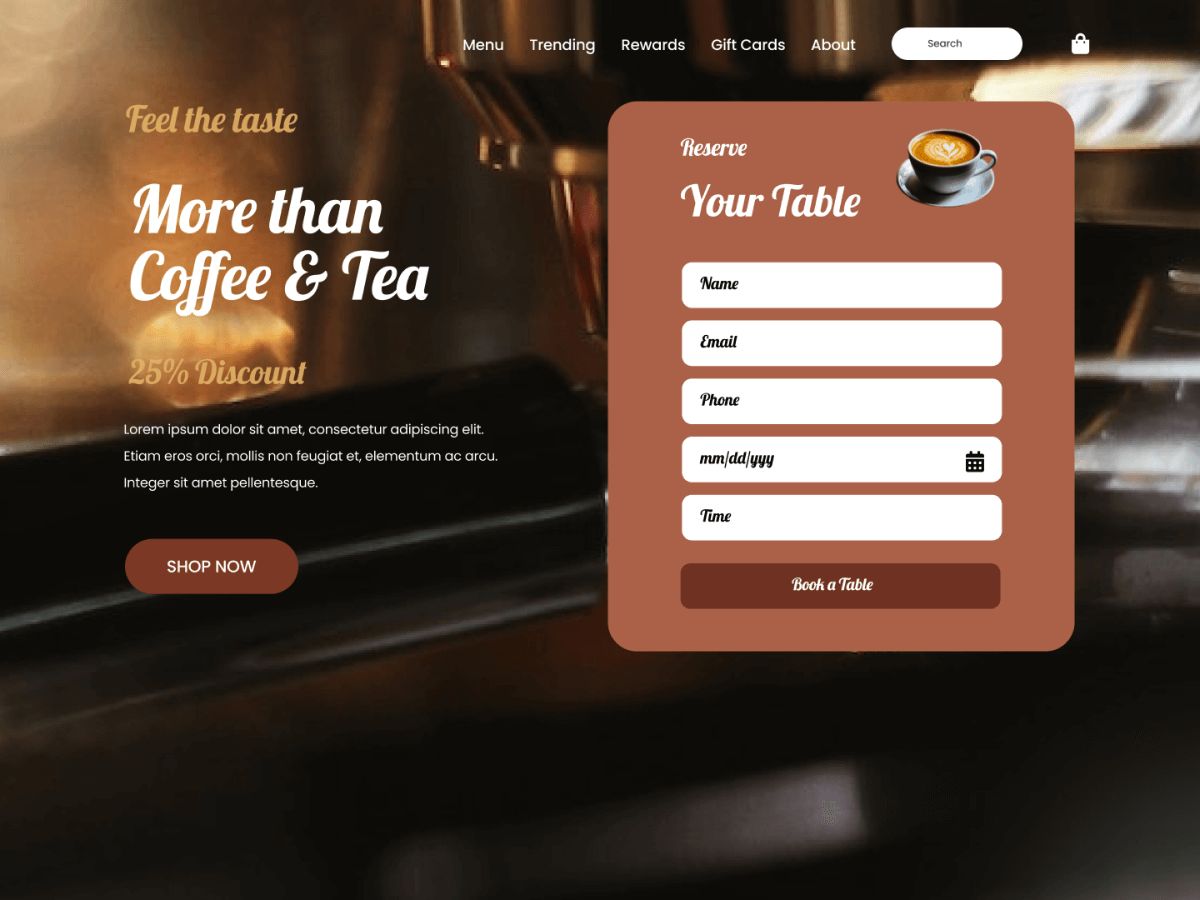 Menu Trending Rewards Gift Cards About Search
Feel the taste
More than
Coffee & Tea
25% Discount
Lorem ipsum dolor sit amet, consectetur adipiscing elit.
Etiam eros orci, mollis non feugiat et, elementum ac arcu.
Integer sit amet pellentesque.
SHOP NOW
Reserve
Your Table
Name
Email
Phone
mm/dd/yyy
Time
Book a Table